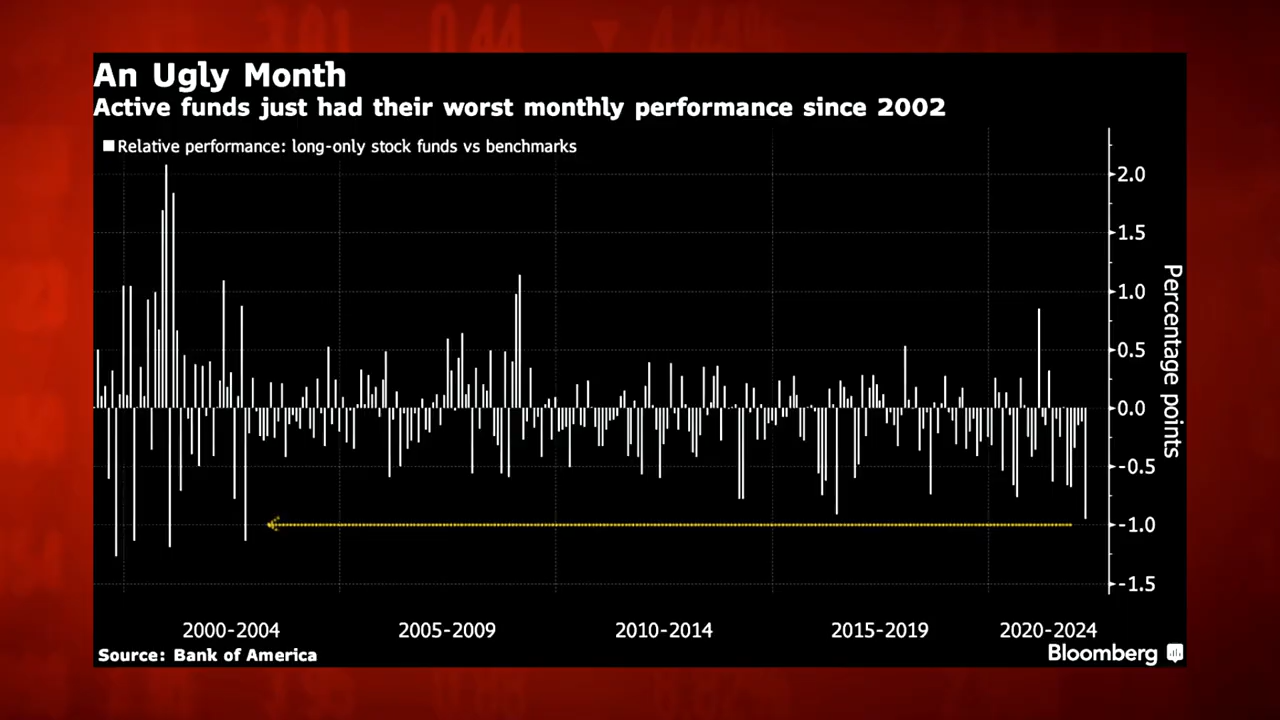 An Ugly Month
Active funds just had their worst monthly performance since 2002
Relative performance: long-only stock funds vs benchmarks
2.0
1.5
1.0
0.5
0.0
-0.5
-1.0
-1.5
Percentage points
2000-2004 2005-2009 2010-2014 2015-2019 2020-2024
Source: Bank of America
Bloomberg